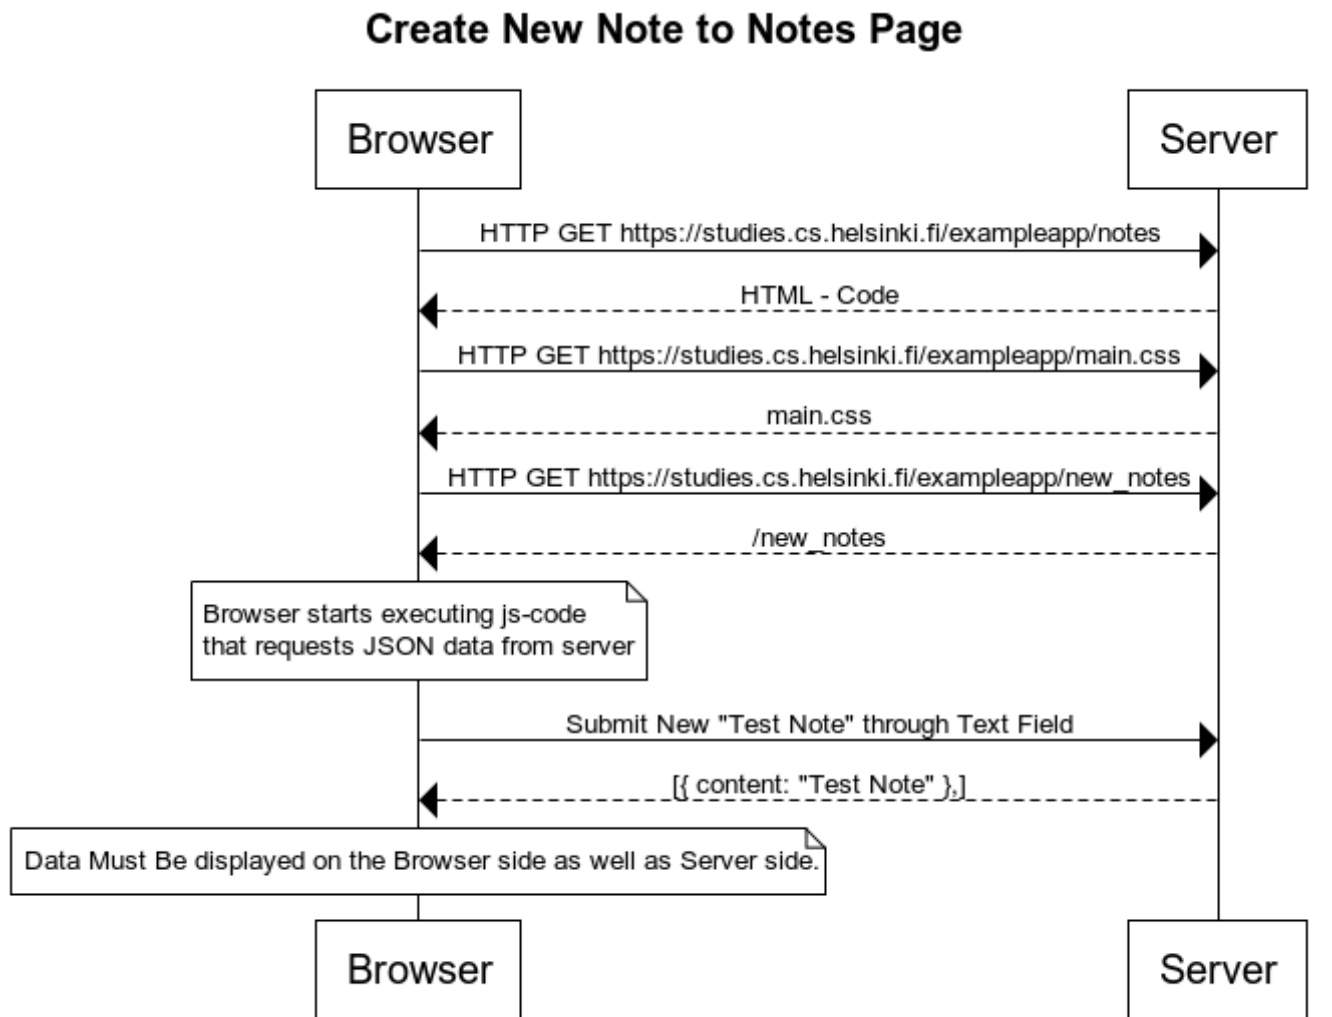 Create New Note to Notes Page
Browser
Server
HTTP GET https://studies.cs.helsinki.fi/exampleapp/notes
HTML - Code
HTTP GET https://studies.cs.helsinki.fi/exampleapp/main.css
main.css
HTTP GET https://studies.cs.helsinki.fi/exampleapp/new_notes
/new_notes
Browser starts executing js-code
that requests JSON data from server
Submit New "Test Note" through Text Field
[{ content: "Test Note" },]
Data Must Be displayed on the Browser side as well as Server side.
Browser
Server